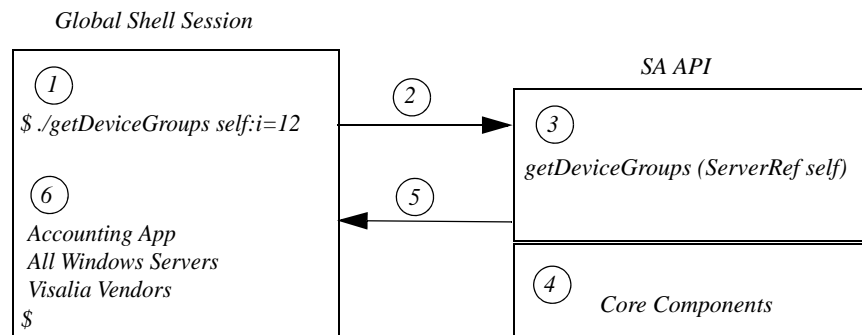 Global Shell Session
1
$ ./getDeviceGroups self:i=12
6
Accounting App
All Windows Servers
Visalia Vendors
$
2
5
SA API
3
getDeviceGroups (ServerRef self)
4
Core Components